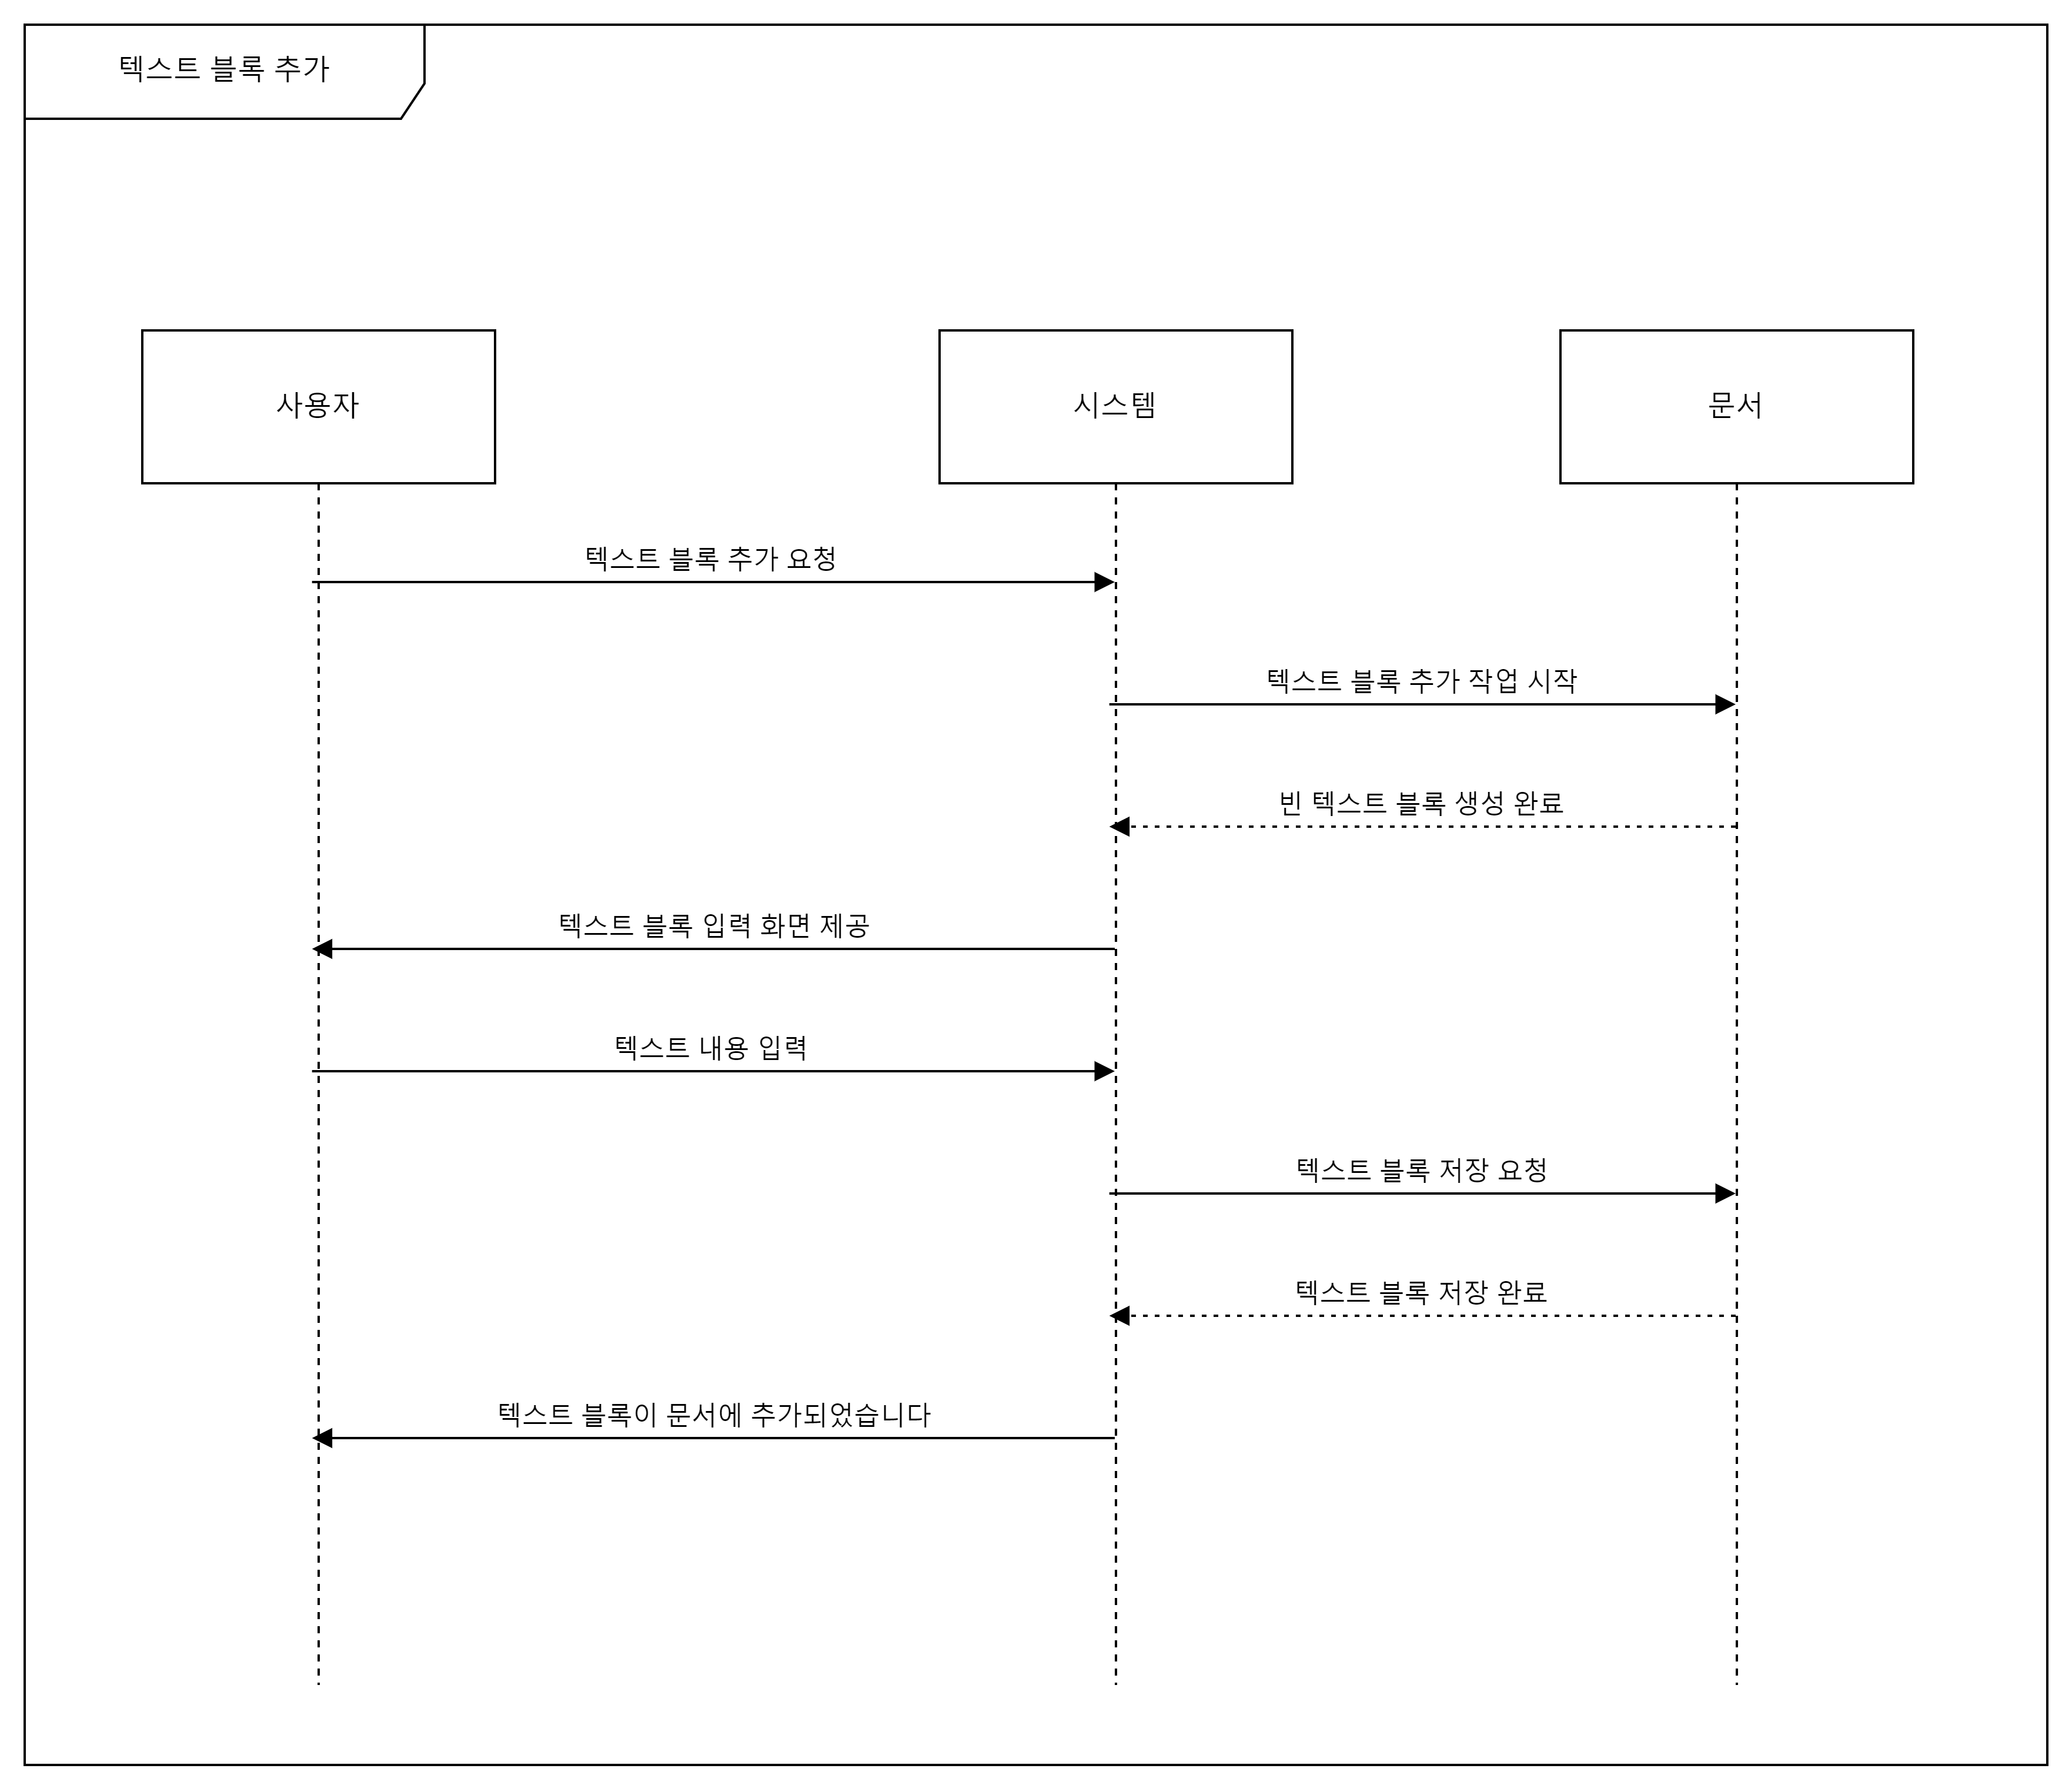 텍스트 블록 추가
사용자
시스템
문서
텍스트 블록 추가 요청
텍스트 블록 추가 작업 시작
빈 텍스트 블록 생성 완료
텍스트 블록 입력 화면 제공
텍스트 내용 입력
텍스트 블록 저장 요청
텍스트 블록 저장 완료
텍스트 블록이 문서에 추가되었습니다